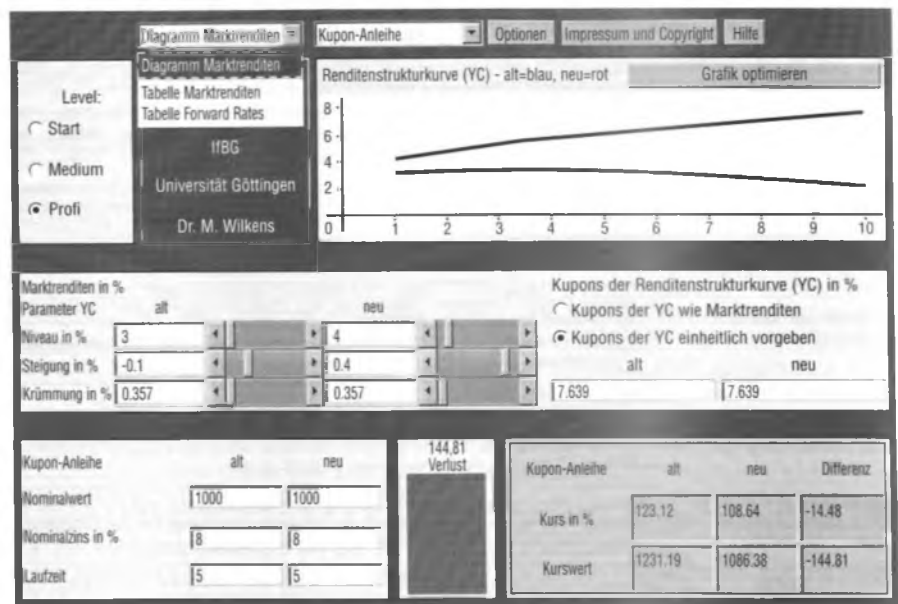 Diagramm Marktrenditen Kupon-Anleihe Optionen Impressum und Copyright Hilfe
Diagramm Marktrenditen
Tabelle Marktrenditen
Tabelle Forward Rates
IfBG
Universität Göttingen
Dr. M. Wilkens
Level:
Start
Medium
Profi
Renditenstrukturkurve (YC) - alt=blau, neu=rot Grafik optimieren
8
6
4
2
0 1 2 3 4 5 6 7 8 9 10
Marktrenditen in %
Parameter YC alt neu
Niveau in % 3 4
Steigung in % -0.1 0.4
Krümmung in % 0.357 0.357
Kupons der Renditenstrukturkurve (YC) in %
Kupons der YC wie Marktrenditen
Kupons der YC einheitlich vorgeben
alt neu
7.639 7.639
Kupon-Anleihe alt neu
Nominalwert 1000 1000
Nominalzins in % 8 8
Laufzeit 5 5
144,81
Verlust
Kupon-Anleihe alt neu Differenz
Kurs in % 123.12 108.64 -14.48
Kurswert 1231.19 1086.38 -144.81